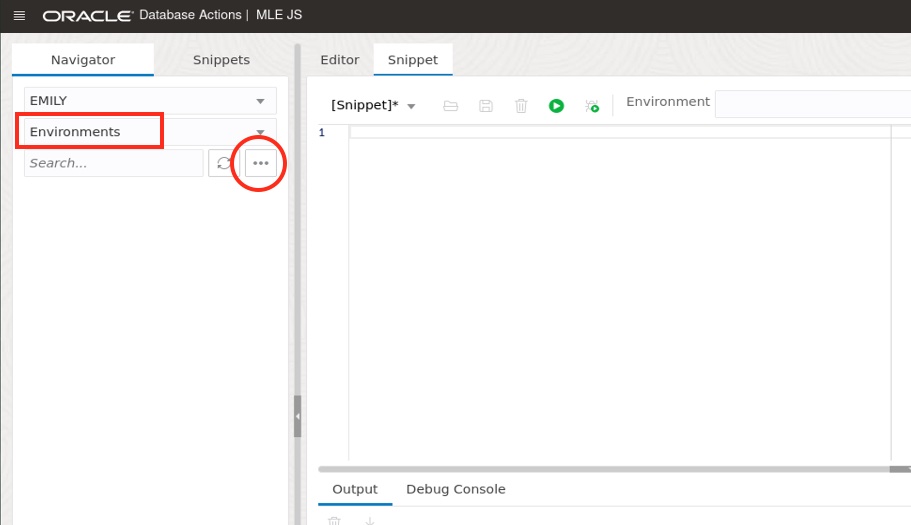 ORACLE Database Actions | MLE JS
Navigator
Snippets
Editor
Snippet
EMILY
Environments
Search...
[Snippet]*
Environment
1
Output
Debug Console